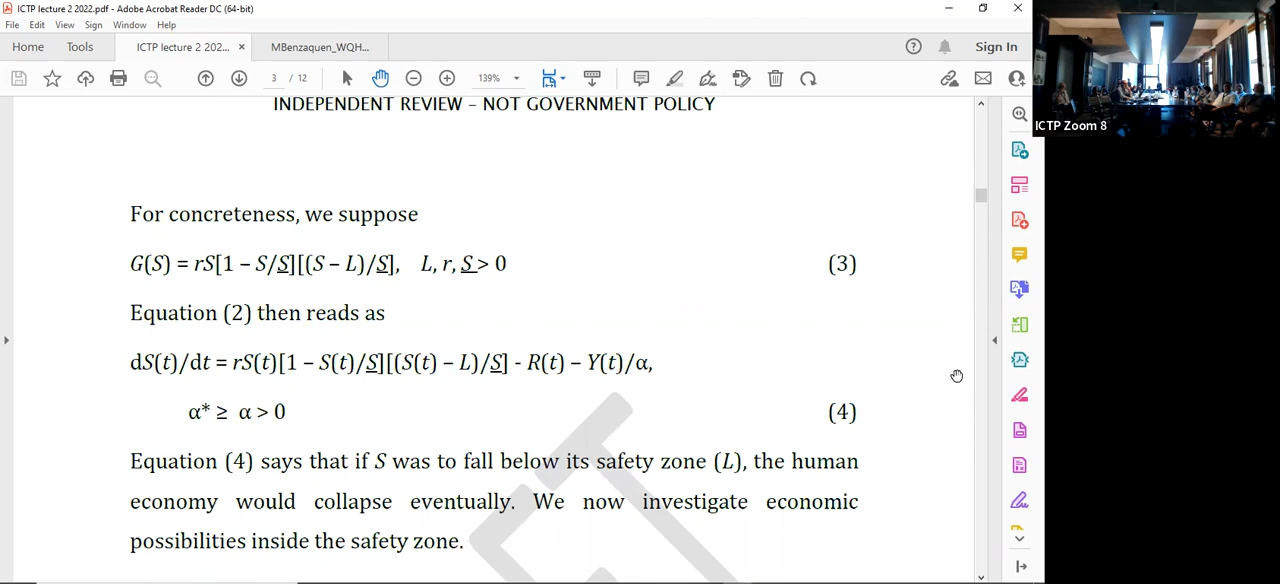 ICTP lecture 2 2022.pdf - Adobe Acrobat Reader DC (64-bit)
File Edit View Sign Window Help
Home Tools ICTP lecture 2 202... × MBenzaquen_WQH... Sign In
3 / 12 139%
INDEPENDENT REVIEW – NOT GOVERNMENT POLICY
For concreteness, we suppose
G(S) = rS[1 – S/S][(S – L)/S], L, r, S > 0 (3)
Equation (2) then reads as
dS(t)/dt = rS(t)[1 – S(t)/S][(S(t) – L)/S] - R(t) – Y(t)/α,
α* ≥ α > 0 (4)
Equation (4) says that if S was to fall below its safety zone (L), the human
economy would collapse eventually. We now investigate economic
possibilities inside the safety zone.
ICTP Zoom 8